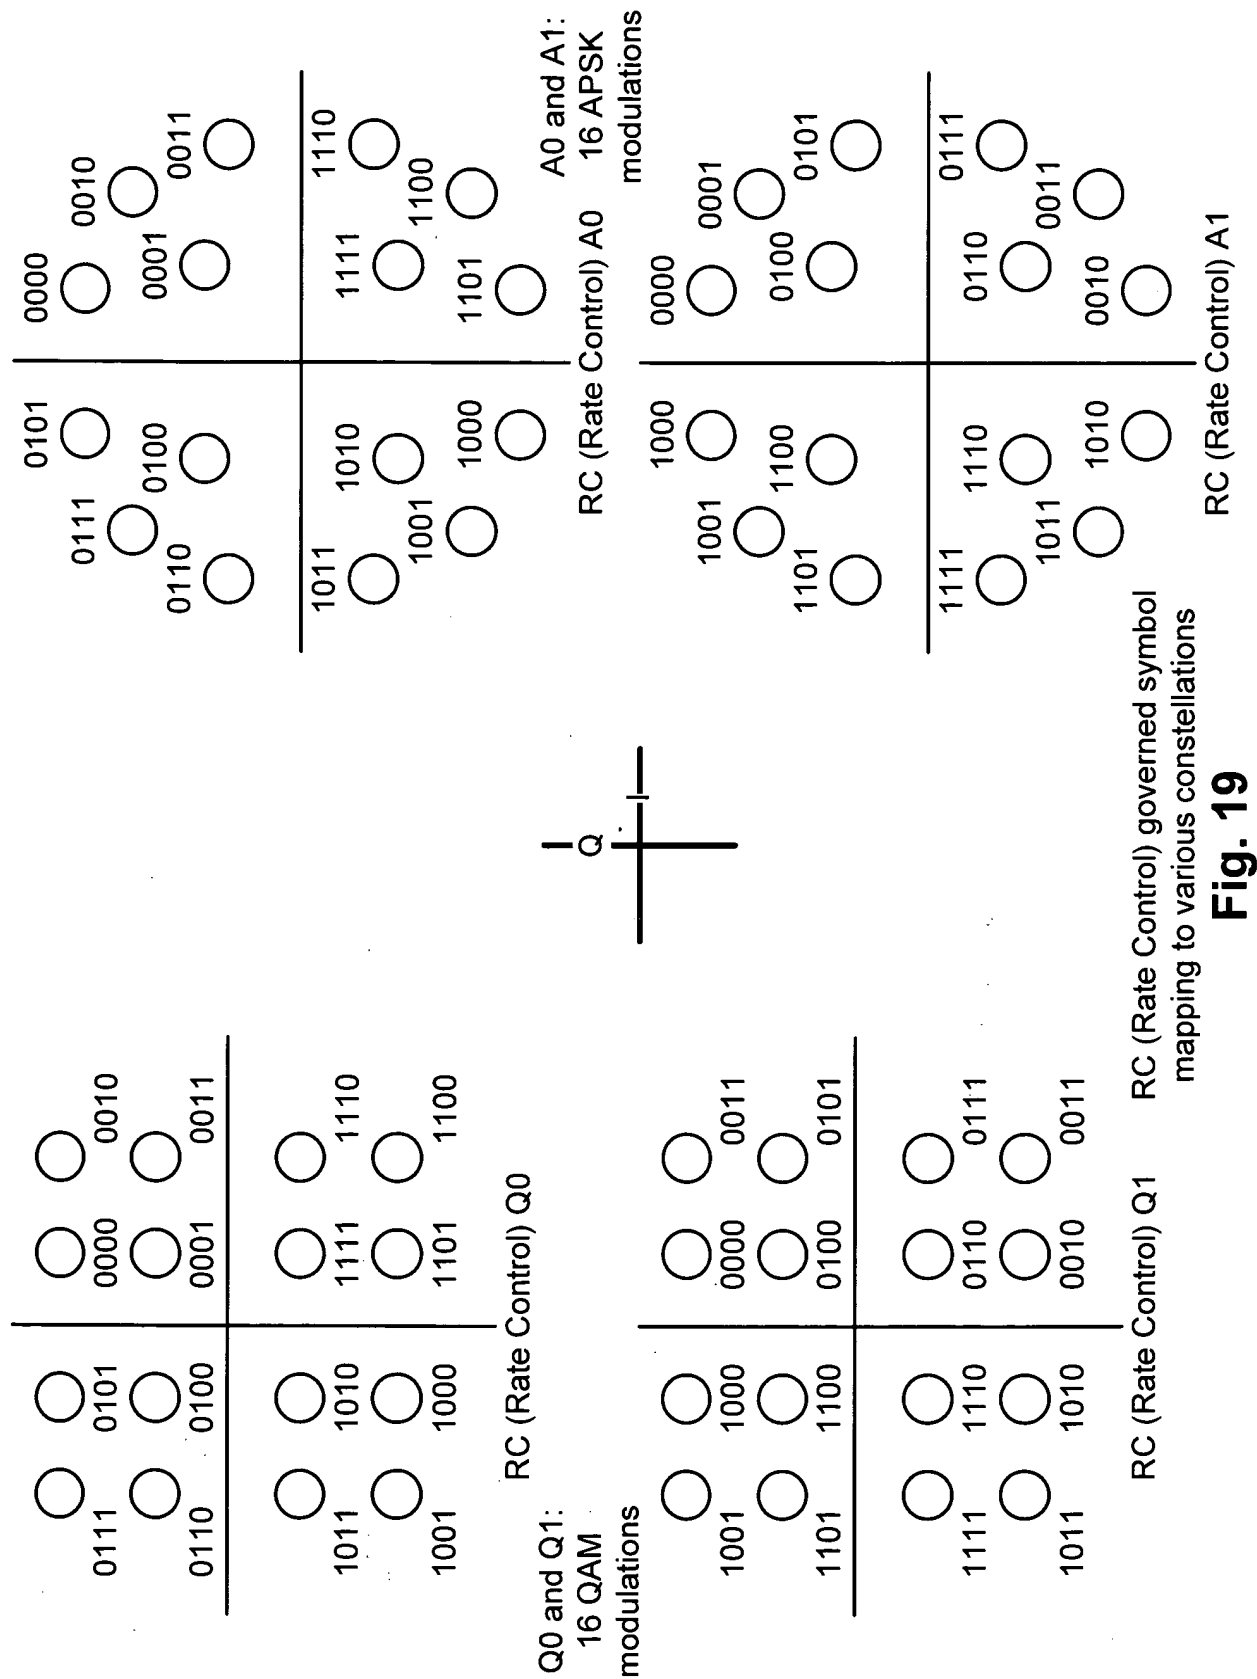 0111 0101 0000 0010
0110 0100 0001 0011
1011 1010 1111 1110
1001 1000 1101 1100
RC (Rate Control) Q0
Q0 and Q1:
16 QAM
modulations
0101 0000
0111 0010
0100 0001
0110 0011
1011 1010 1111 1110
1001 1100
1000 1101
RC (Rate Control) A0
A0 and A1:
16 APSK
modulations
Q
I
1001 1000 0000 0011
1101 1100 0100 0101
1111 1110 0110 0111
1011 1010 0010 0011
RC (Rate Control) Q1
1000 0000
1001 0001
1100 0100
1101 0101
1111 1110 0110 0111
1011 0011
1010 0010
RC (Rate Control) A1
RC (Rate Control) governed symbol
mapping to various constellations
Fig. 19